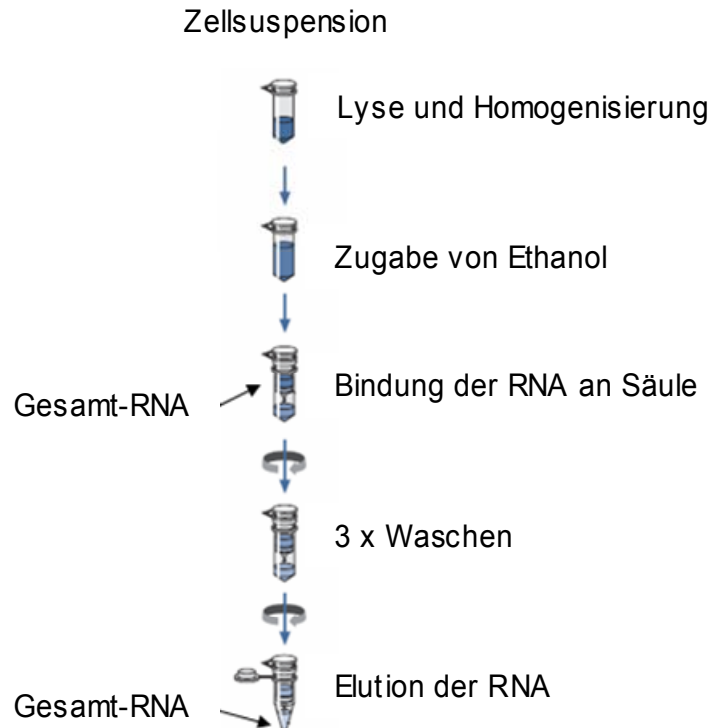 Zellsuspension
Lyse und Homogenisierung
Zugabe von Ethanol
Bindung der RNA an Säule
Gesamt-RNA
3 x Waschen
Elution der RNA
Gesamt-RNA